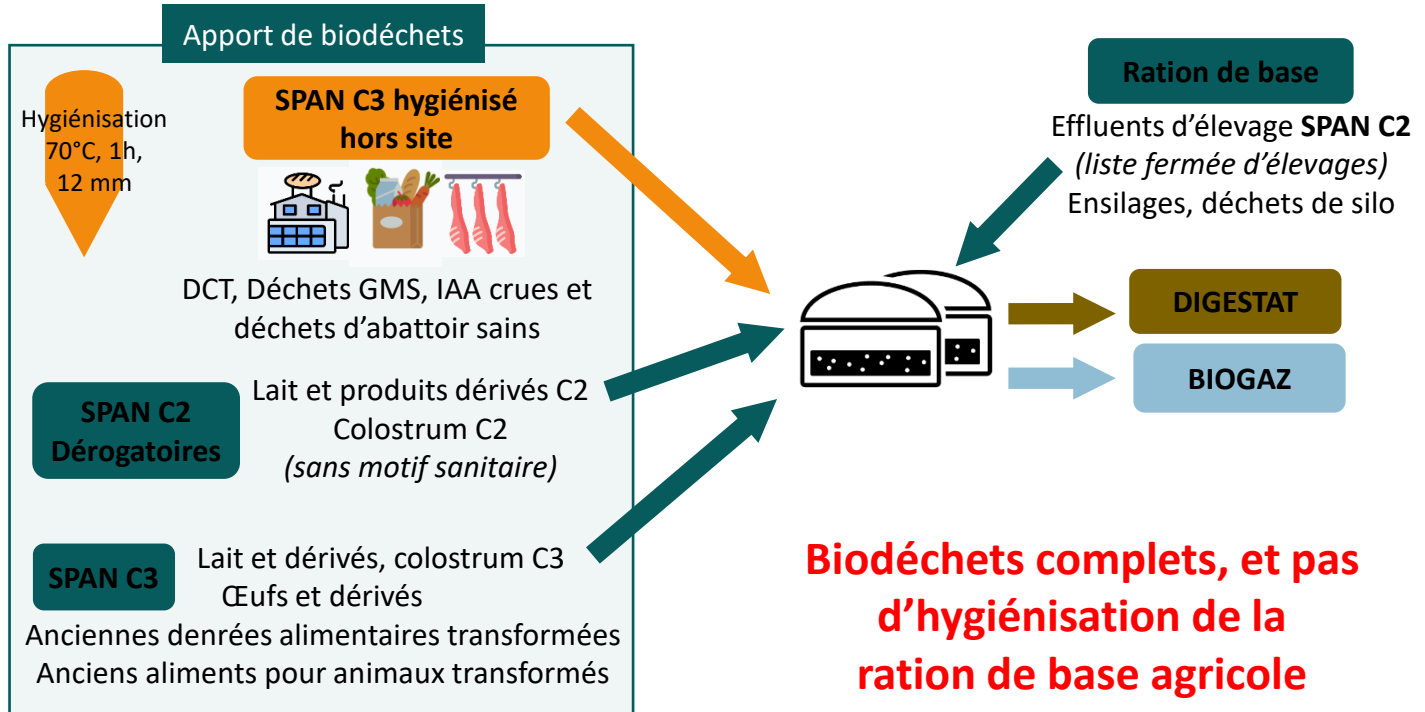 Apport de biodéchets
Hygiénisation
70°C, 1h,
12 mm
SPAN C3 hygiénisé
hors site
DCT, Déchets GMS, IAA crues et
déchets d’abattoir sains
SPAN C2
Dérogatoires
Lait et produits dérivés C2
Colostrum C2
(sans motif sanitaire)
SPAN C3
Lait et dérivés, colostrum C3
Œufs et dérivés
Anciennes denrées alimentaires transformées
Anciens aliments pour animaux transformés
Ration de base
Effluents d’élevage SPAN C2
(liste fermée d’élevages)
Ensilages, déchets de silo
DIGESTAT
BIOGAZ
Biodéchets complets, et pas
d’hygiénisation de la
ration de base agricole